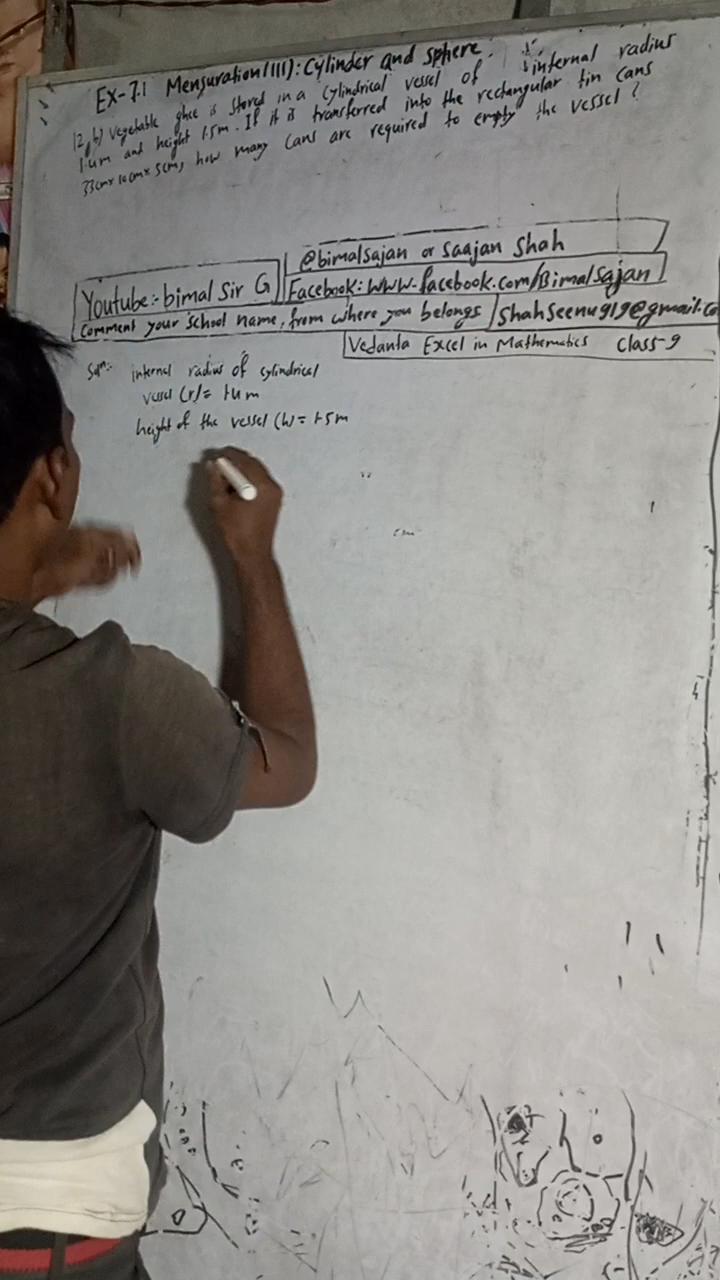 EX-7.1 Mensuration(III): Cylinder and sphere
12.b) Vegetable ghee is stored in a cylindrical vessel of internal radius
1.4m and height 1.5m. If it is transferred into the rectangular tin cans
33cm×10cm×5cm, how many cans are required to empty the vessel?
@bimalsajan or Saajan Shah
Youtube:- bimal Sir G
Facebook: WWW.facebook.com/Bimalsajan
Comment your school name, from where you belongs
Shahseenu919@gmail.co
Vedanta Excel in Mathematics Class-9
internal radius of cylindrical
vessel (r)= 1.4m
height of the vessel (h)= 1.5m